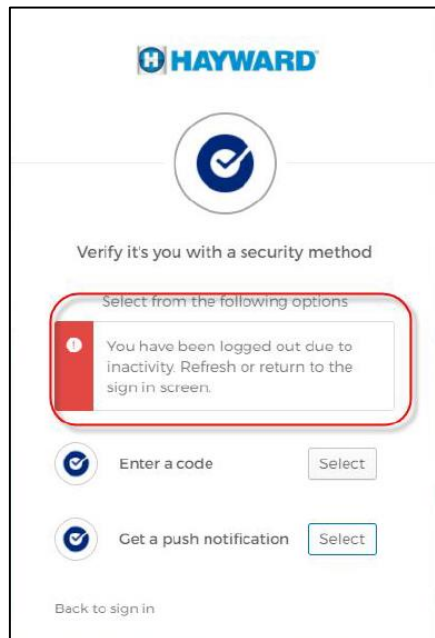 HAYWARD
Verify it's you with a security method
Select from the following options
You have been logged out due to
inactivity. Refresh or return to the
sign in screen.
Enter a code Select
Get a push notification Select
Back to sign in